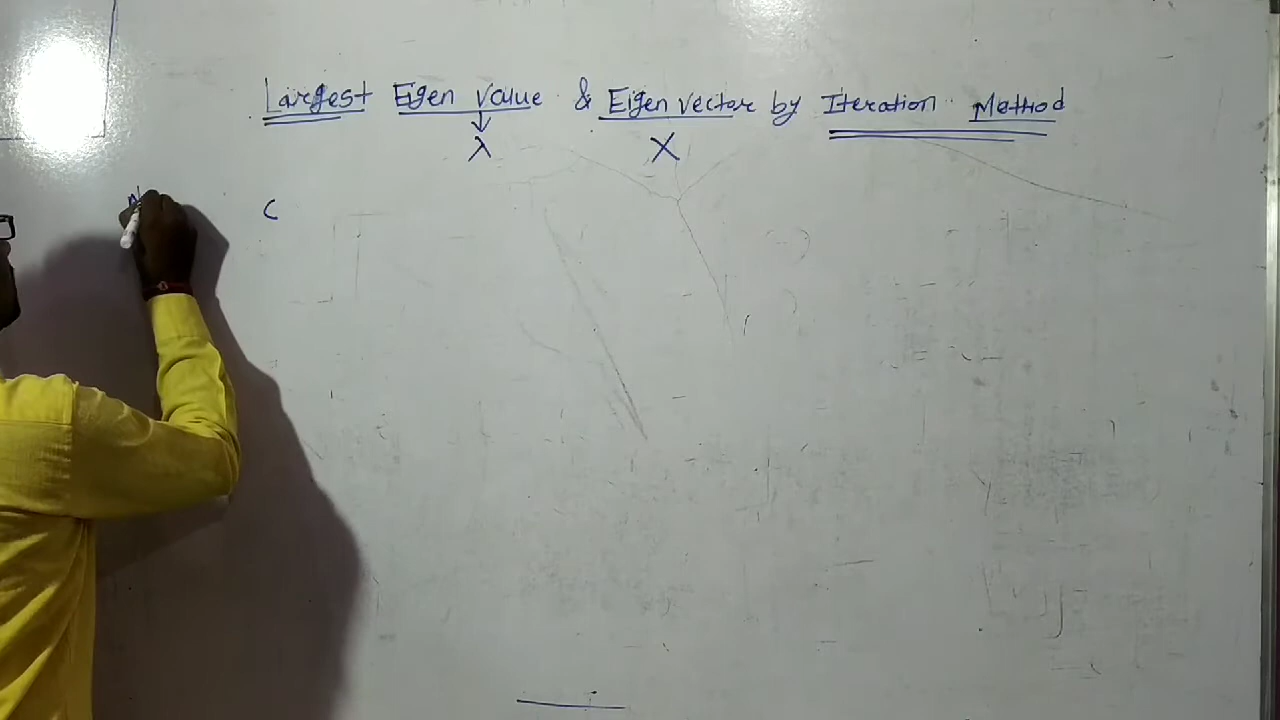 Largest Eigen Value & Eigen Vector by Iteration Method
λ X
C